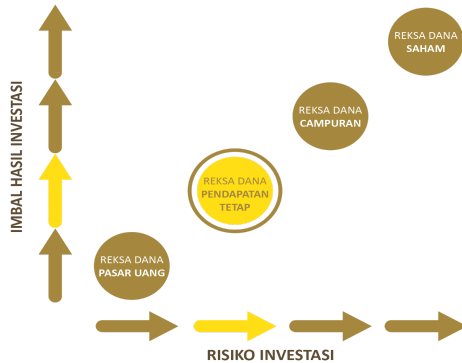 REKSA DANA
SAHAM
REKSA DANA
CAMPURAN
REKSA DANA
PENDAPATAN
TETAP
REKSA DANA
PASAR UANG
IMBAL HASIL INVESTASI
RISIKO INVESTASI